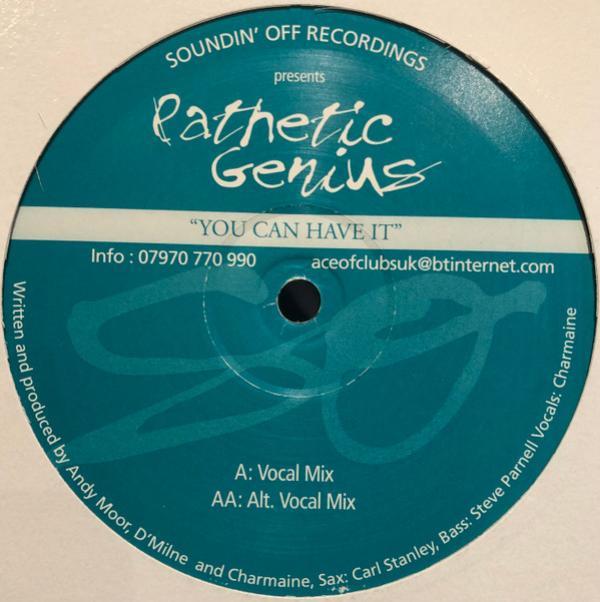 SOUNDIN' OFF RECORDINGS
presents
Pathetic
Genius
"YOU CAN HAVE IT"
Info : 07970 770 990 aceofclubsuk@btinternet.com
A: Vocal Mix
AA: Alt. Vocal Mix
Written and produced by Andy Moor, D'Milne and Charmaine, Sax: Carl Stanley, Bass: Steve Parnell Vocals: Charmaine